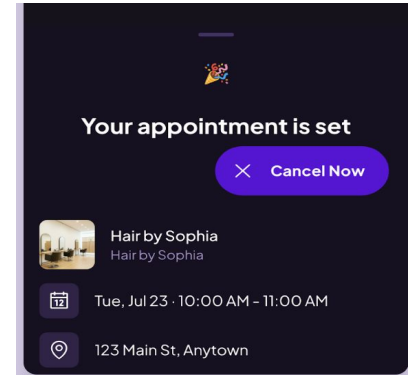 Your appointment is set
Cancel Now
Hair by Sophia
Hair by Sophia
12
Tue, Jul 23 · 10:00 AM - 11:00 AM
123 Main St, Anytown